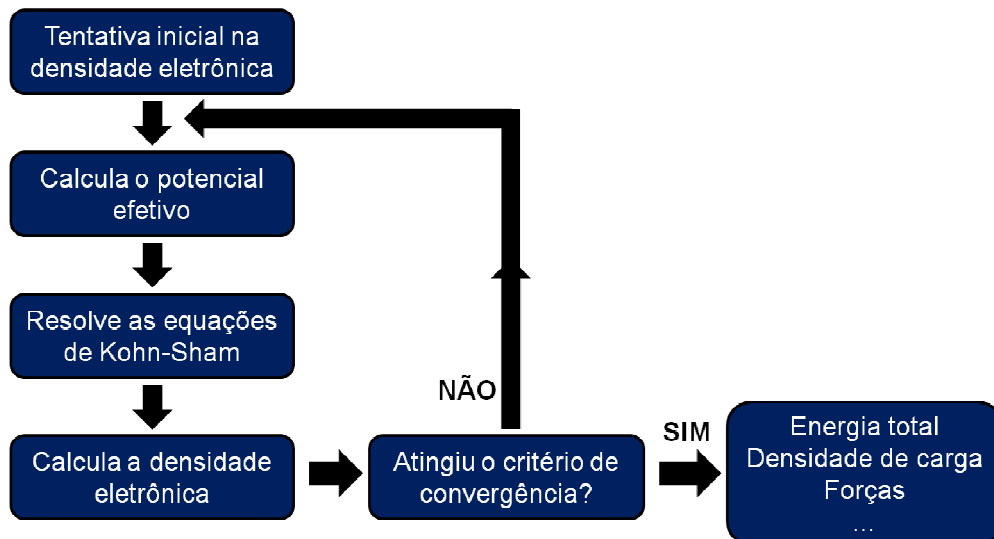 Tentativa inicial na
densidade eletrônica
Calcula o potencial
efetivo
Resolve as equações
de Kohn-Sham
Calcula a densidade
eletrônica
Atingiu o critério de
convergência?
NÃO
SIM
Energia total
Densidade de carga
Forças
...